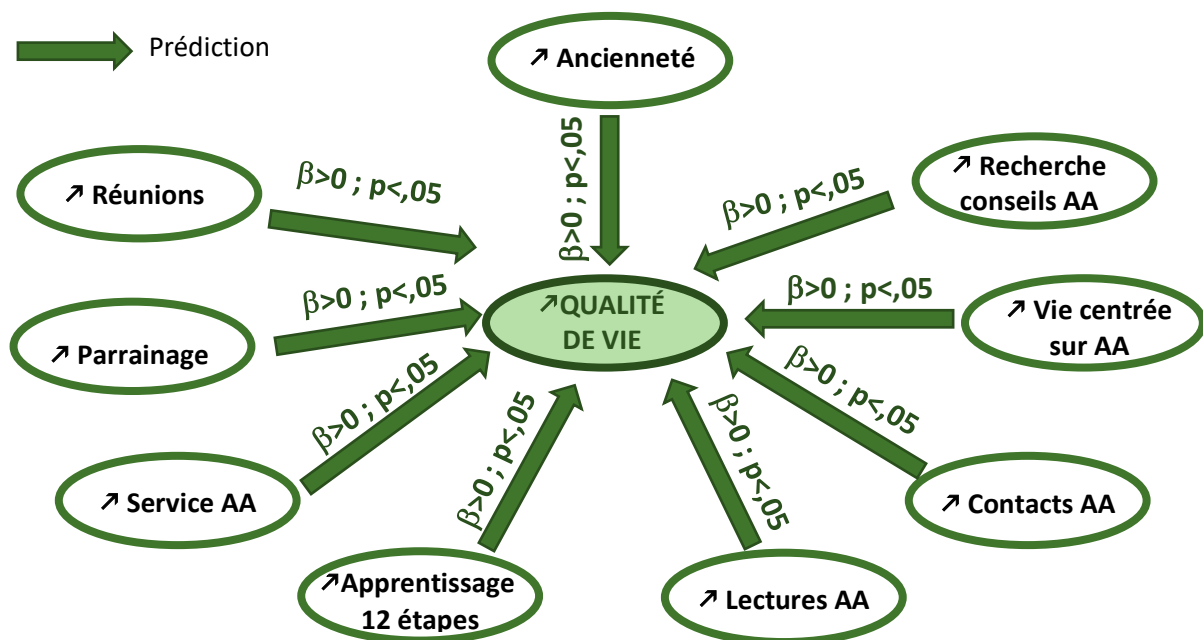 Prédiction
↗ Ancienneté
β>0 ; p<,05
↗ Réunions
β>0 ; p<,05
↗ Recherche
conseils AA
β>0 ; p<,05
↗ Parrainage
β>0 ; p<,05
↗QUALITÉ
DE VIE
↗ Vie centrée
sur AA
β>0 ; p<,05
↗ Service AA
β>0 ; p<,05
↗ Contacts AA
β>0 ; p<,05
↗Apprentissage
12 étapes
β>0 ; p<,05
↗ Lectures AA
β>0 ; p<,05